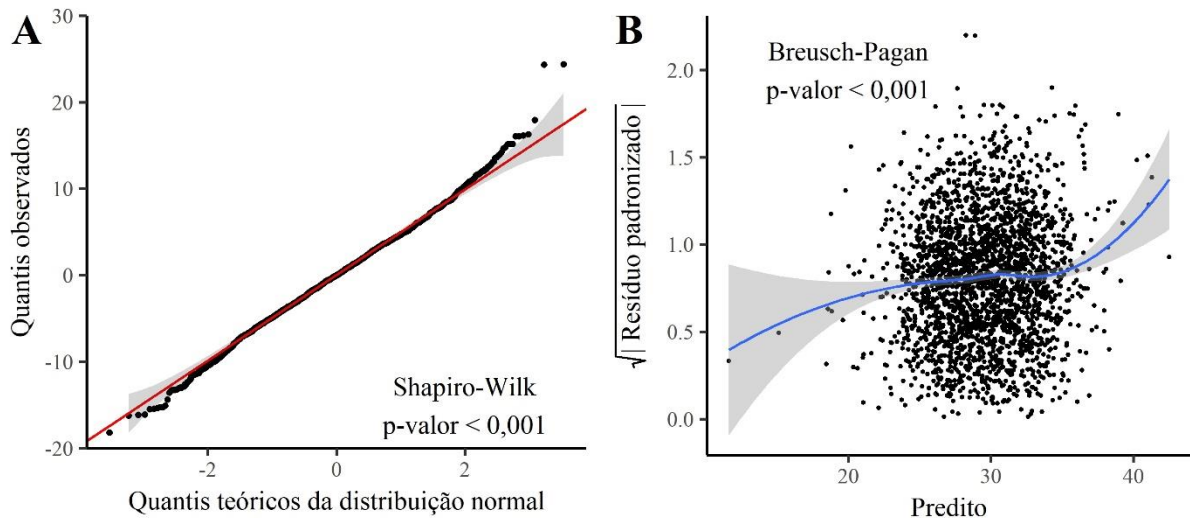 A
30
20
10
0
-10
-20
Quantis observados
Shapiro-Wilk
p-valor < 0,001
-2
0
2
Quantis teóricos da distribuição normal
B
2.0
1.5
1.0
0.5
0.0
√| Resíduo padronizado |
Breusch-Pagan
p-valor < 0,001
20
30
40
Predito